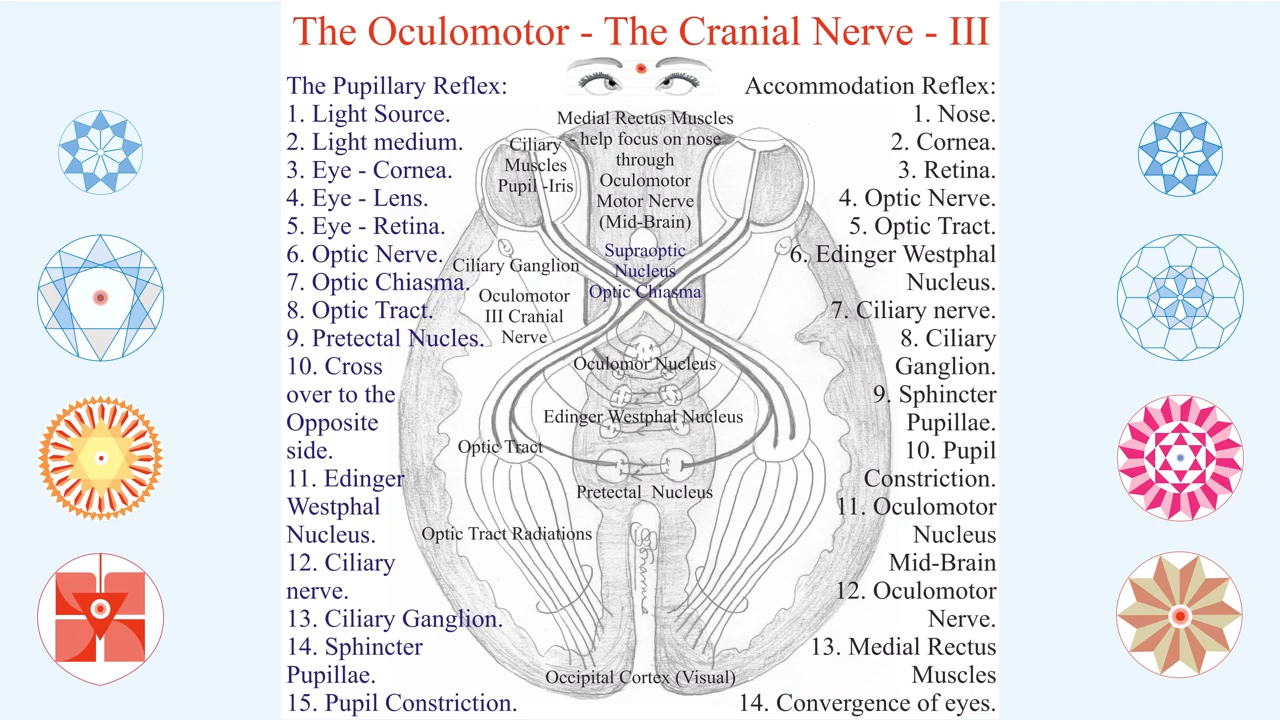 The Oculomotor - The Cranial Nerve - III
The Pupillary Reflex:
1. Light Source.
2. Light medium.
3. Eye - Cornea.
4. Eye - Lens.
5. Eye - Retina.
6. Optic Nerve.
7. Optic Chiasma.
8. Optic Tract.
9. Pretectal Nucles.
10. Cross
over to the
Opposite
side.
11. Edinger
Westphal
Nucleus.
12. Ciliary
nerve.
13. Ciliary Ganglion.
14. Sphincter
Pupillae.
15. Pupil Constriction.
Medial Rectus Muscles
- help focus on nose
through
Oculomotor
Motor Nerve
(Mid-Brain)
Ciliary
Muscles
Pupil -Iris
Supraoptic
Nucleus
Optic Chiasma
Ciliary Ganglion
Oculomotor
III Cranial
Nerve
Oculomor Nucleus
Edinger Westphal Nucleus
Optic Tract
Pretectal Nucleus
Optic Tract Radiations
Occipital Cortex (Visual)
Accommodation Reflex:
1. Nose.
2. Cornea.
3. Retina.
4. Optic Nerve.
5. Optic Tract.
6. Edinger Westphal
Nucleus.
7. Ciliary nerve.
8. Ciliary
Ganglion.
9. Sphincter
Pupillae.
10. Pupil
Constriction.
11. Oculomotor
Nucleus
Mid-Brain
12. Oculomotor
Nerve.
13. Medial Rectus
Muscles
14. Convergence of eyes.